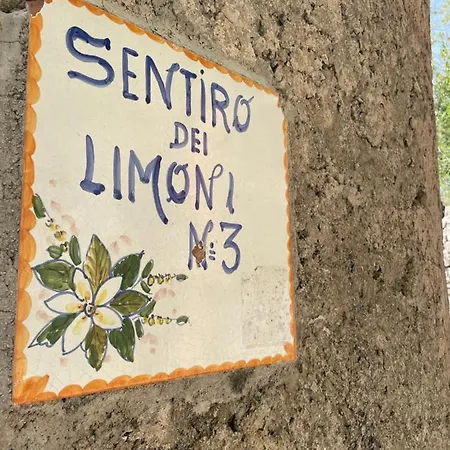 SENTIRO
DEI
LIMONI
N:3